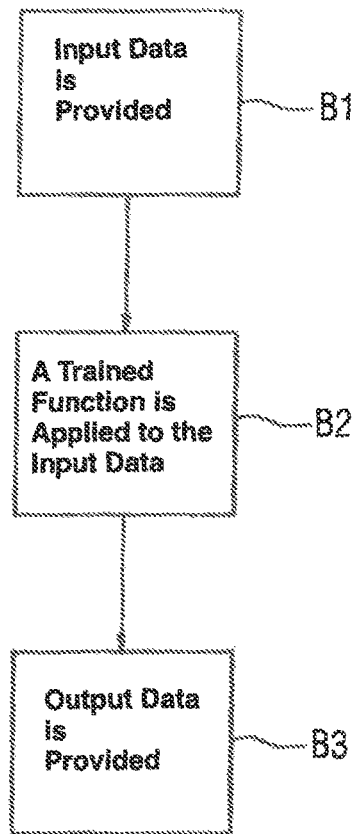 Input Data
is
Provided
B1
A Trained
Function is
Applied to the
Input Data
B2
Output Data
is
Provided
B3